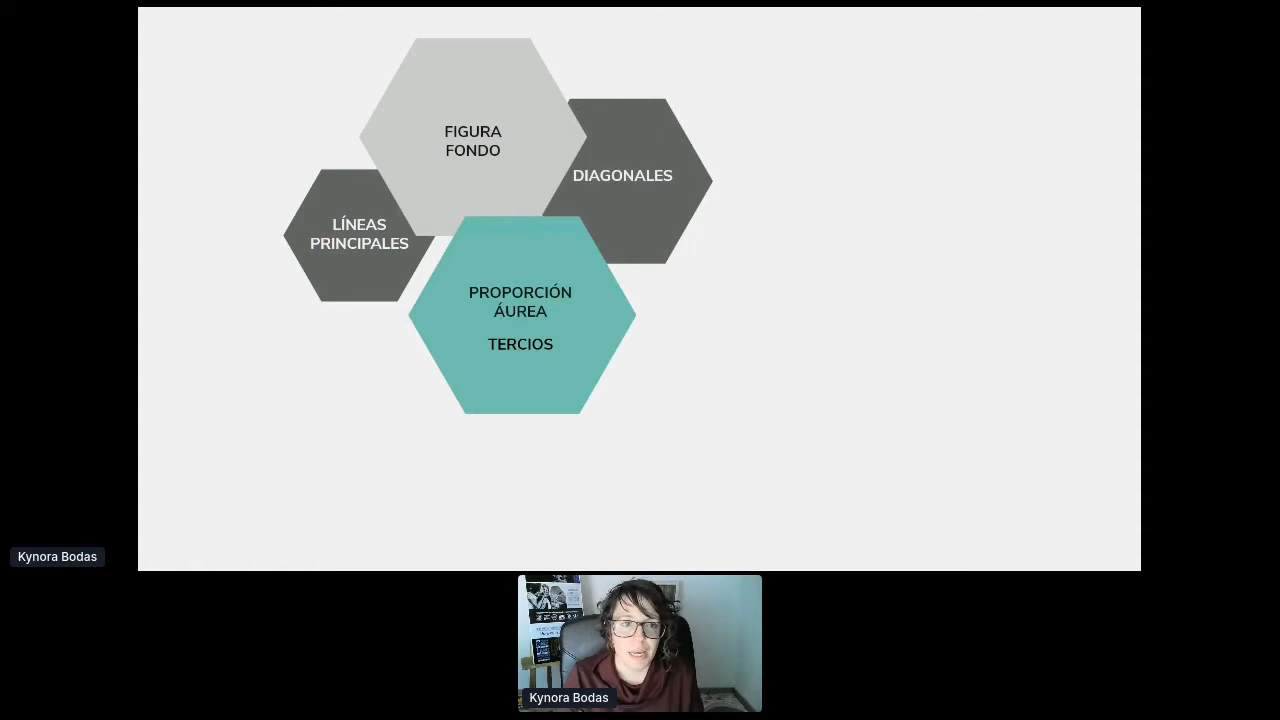 FIGURA
FONDO
DIAGONALES
LÍNEAS
PRINCIPALES
PROPORCIÓN
ÁUREA
TERCIOS
Kynora Bodas
Kynora Bodas